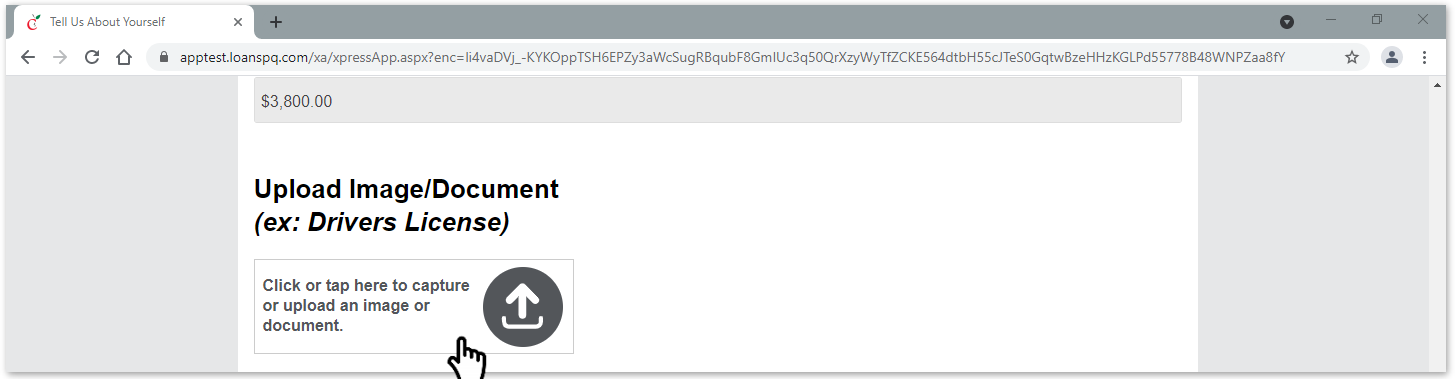 Tell Us About Yourself
apptest.loanspq.com/xa/xpressApp.aspx?enc=Ii4vaDVj_-KYKOppTSH6EPZy3aWcSugRBqubF8GmIUc3q50QrXzyWyTfZCKE564dtbH55cJTeS0GqtwBzeHHzKGLPd55778B48WNPZaa8fY
$3,800.00
Upload Image/Document
(ex: Drivers License)
Click or tap here to capture
or upload an image or
document.